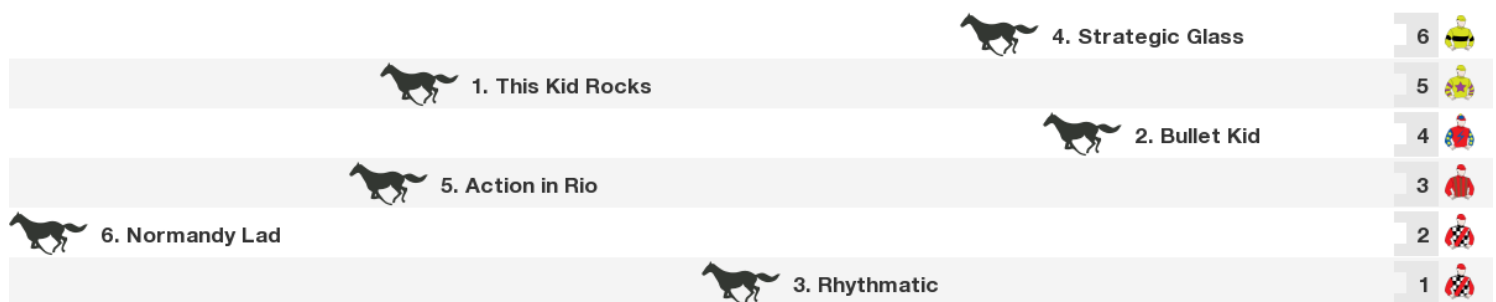 4. Strategic Glass 6
1. This Kid Rocks 5
2. Bullet Kid 4
5. Action in Rio 3
6. Normandy Lad 2
3. Rhythmatic 1